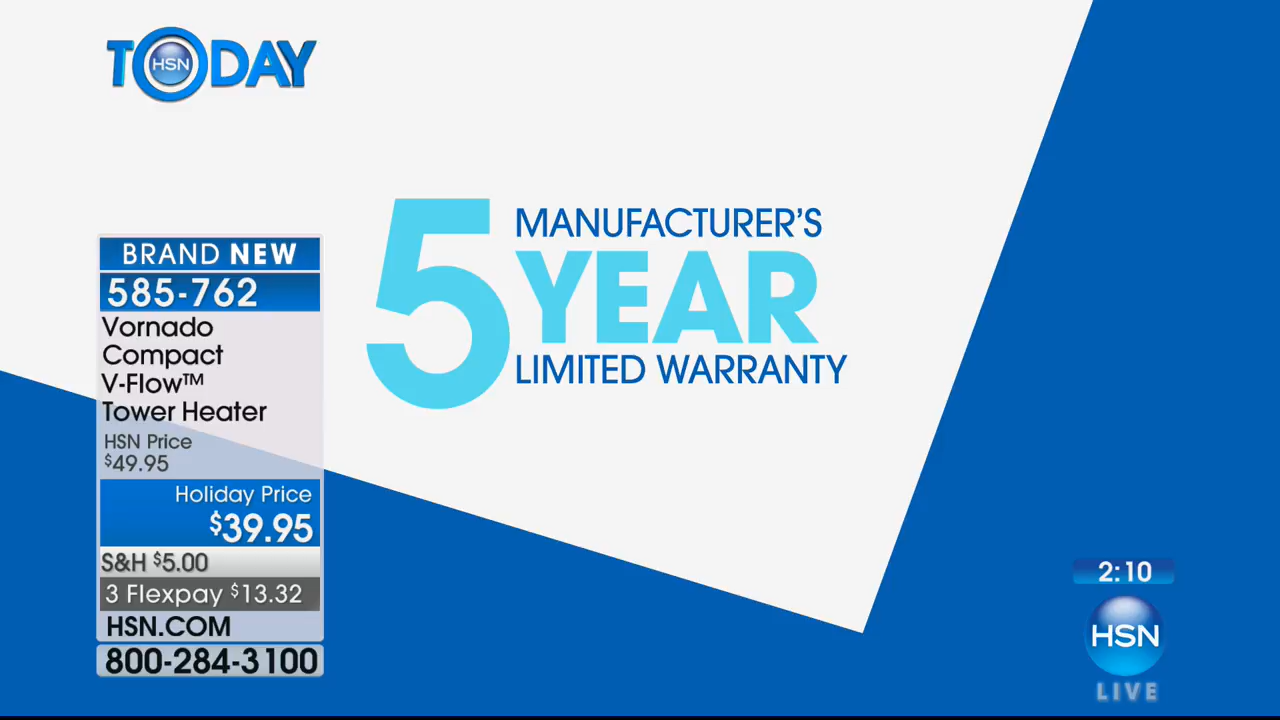 TODAY
HSN
5
MANUFACTURER'S
YEAR
LIMITED WARRANTY
BRAND NEW
585-762
Vornado
Compact
V-Flow™
Tower Heater
HSN Price
$49.95
Holiday Price
$39.95
S&H $5.00
3 Flexpay $13.32
HSN.COM
800-284-3100
2:10
HSN
LIVE